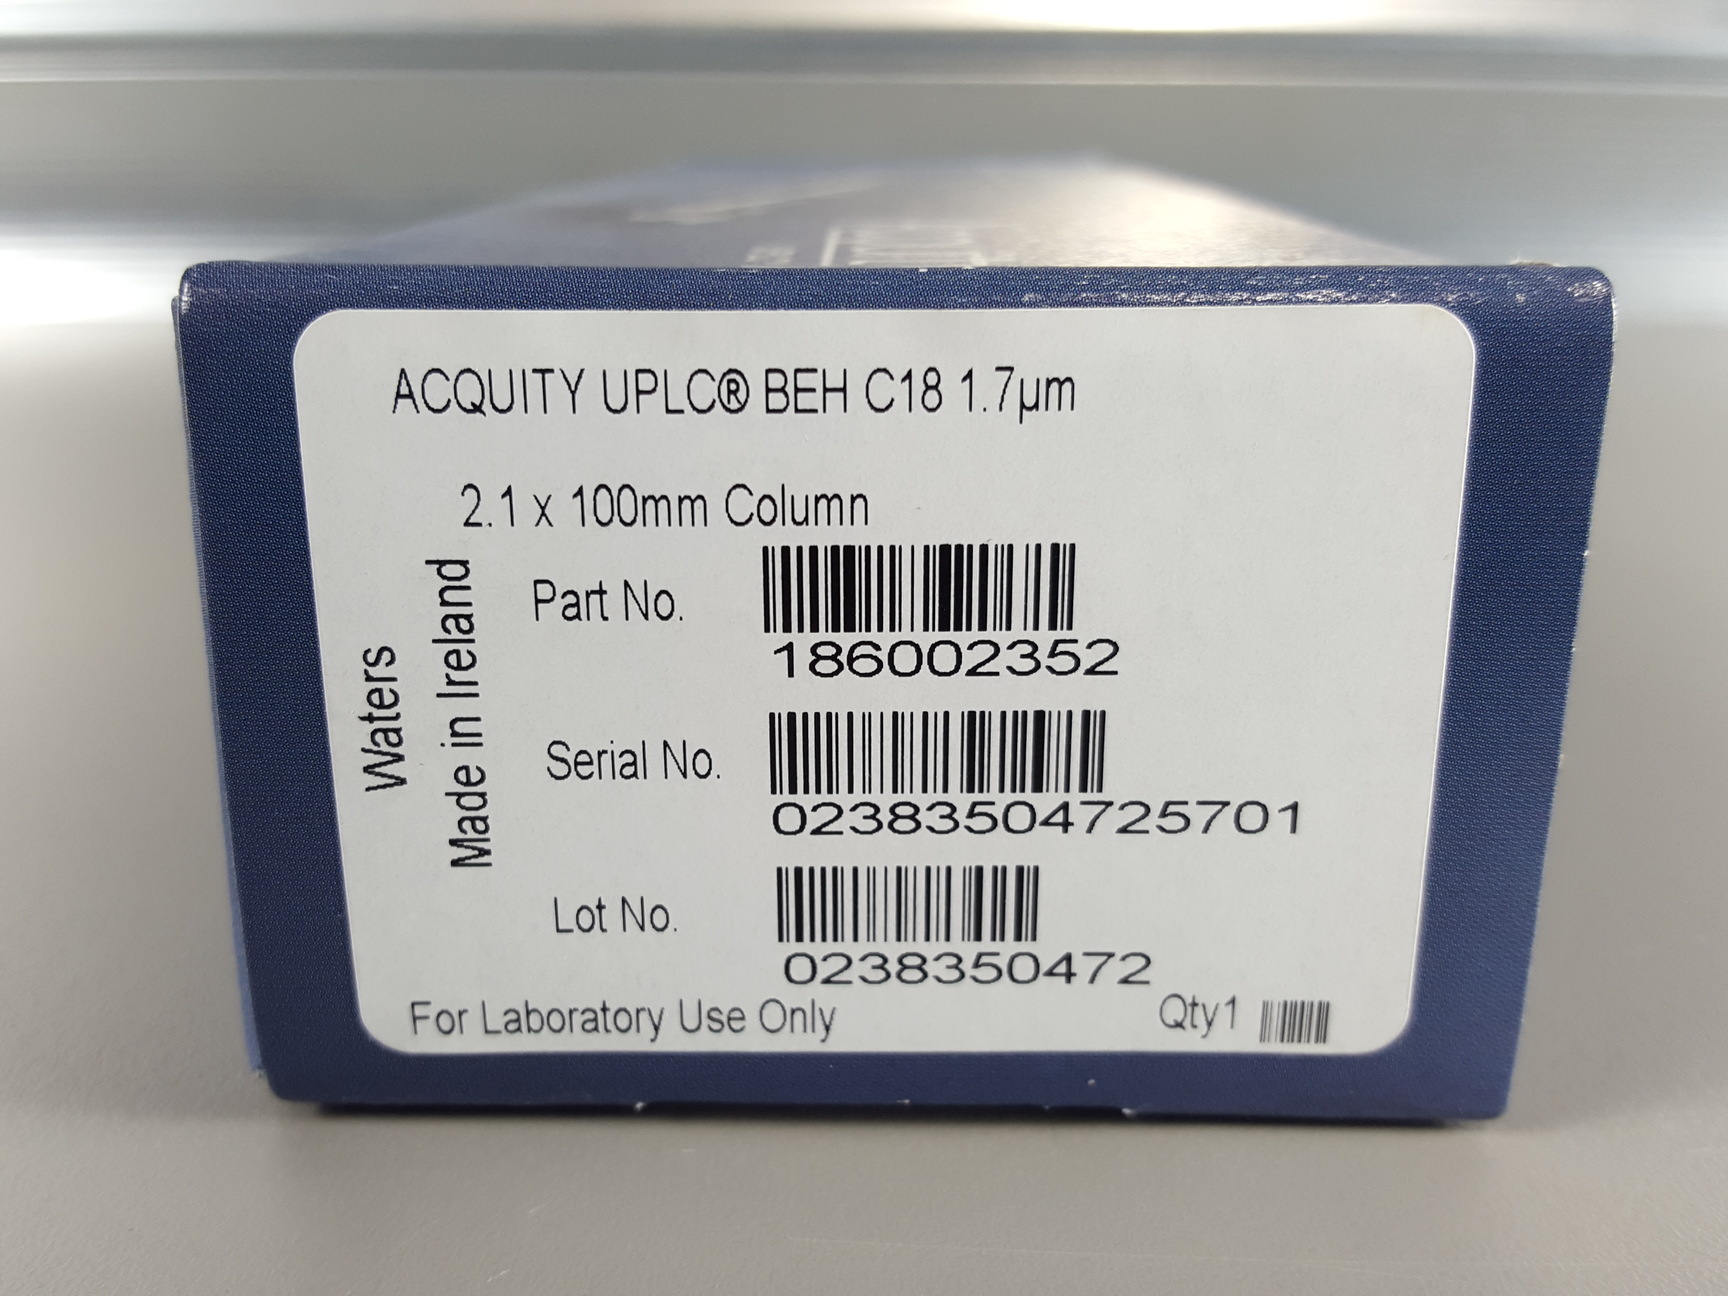 ACQUITY UPLC® BEH C18 1.7µm
2.1 x 100mm Column
Waters
Made in Ireland
Part No.
186002352
Serial No.
02383504725701
Lot No.
0238350472
For Laboratory Use Only
Qty1